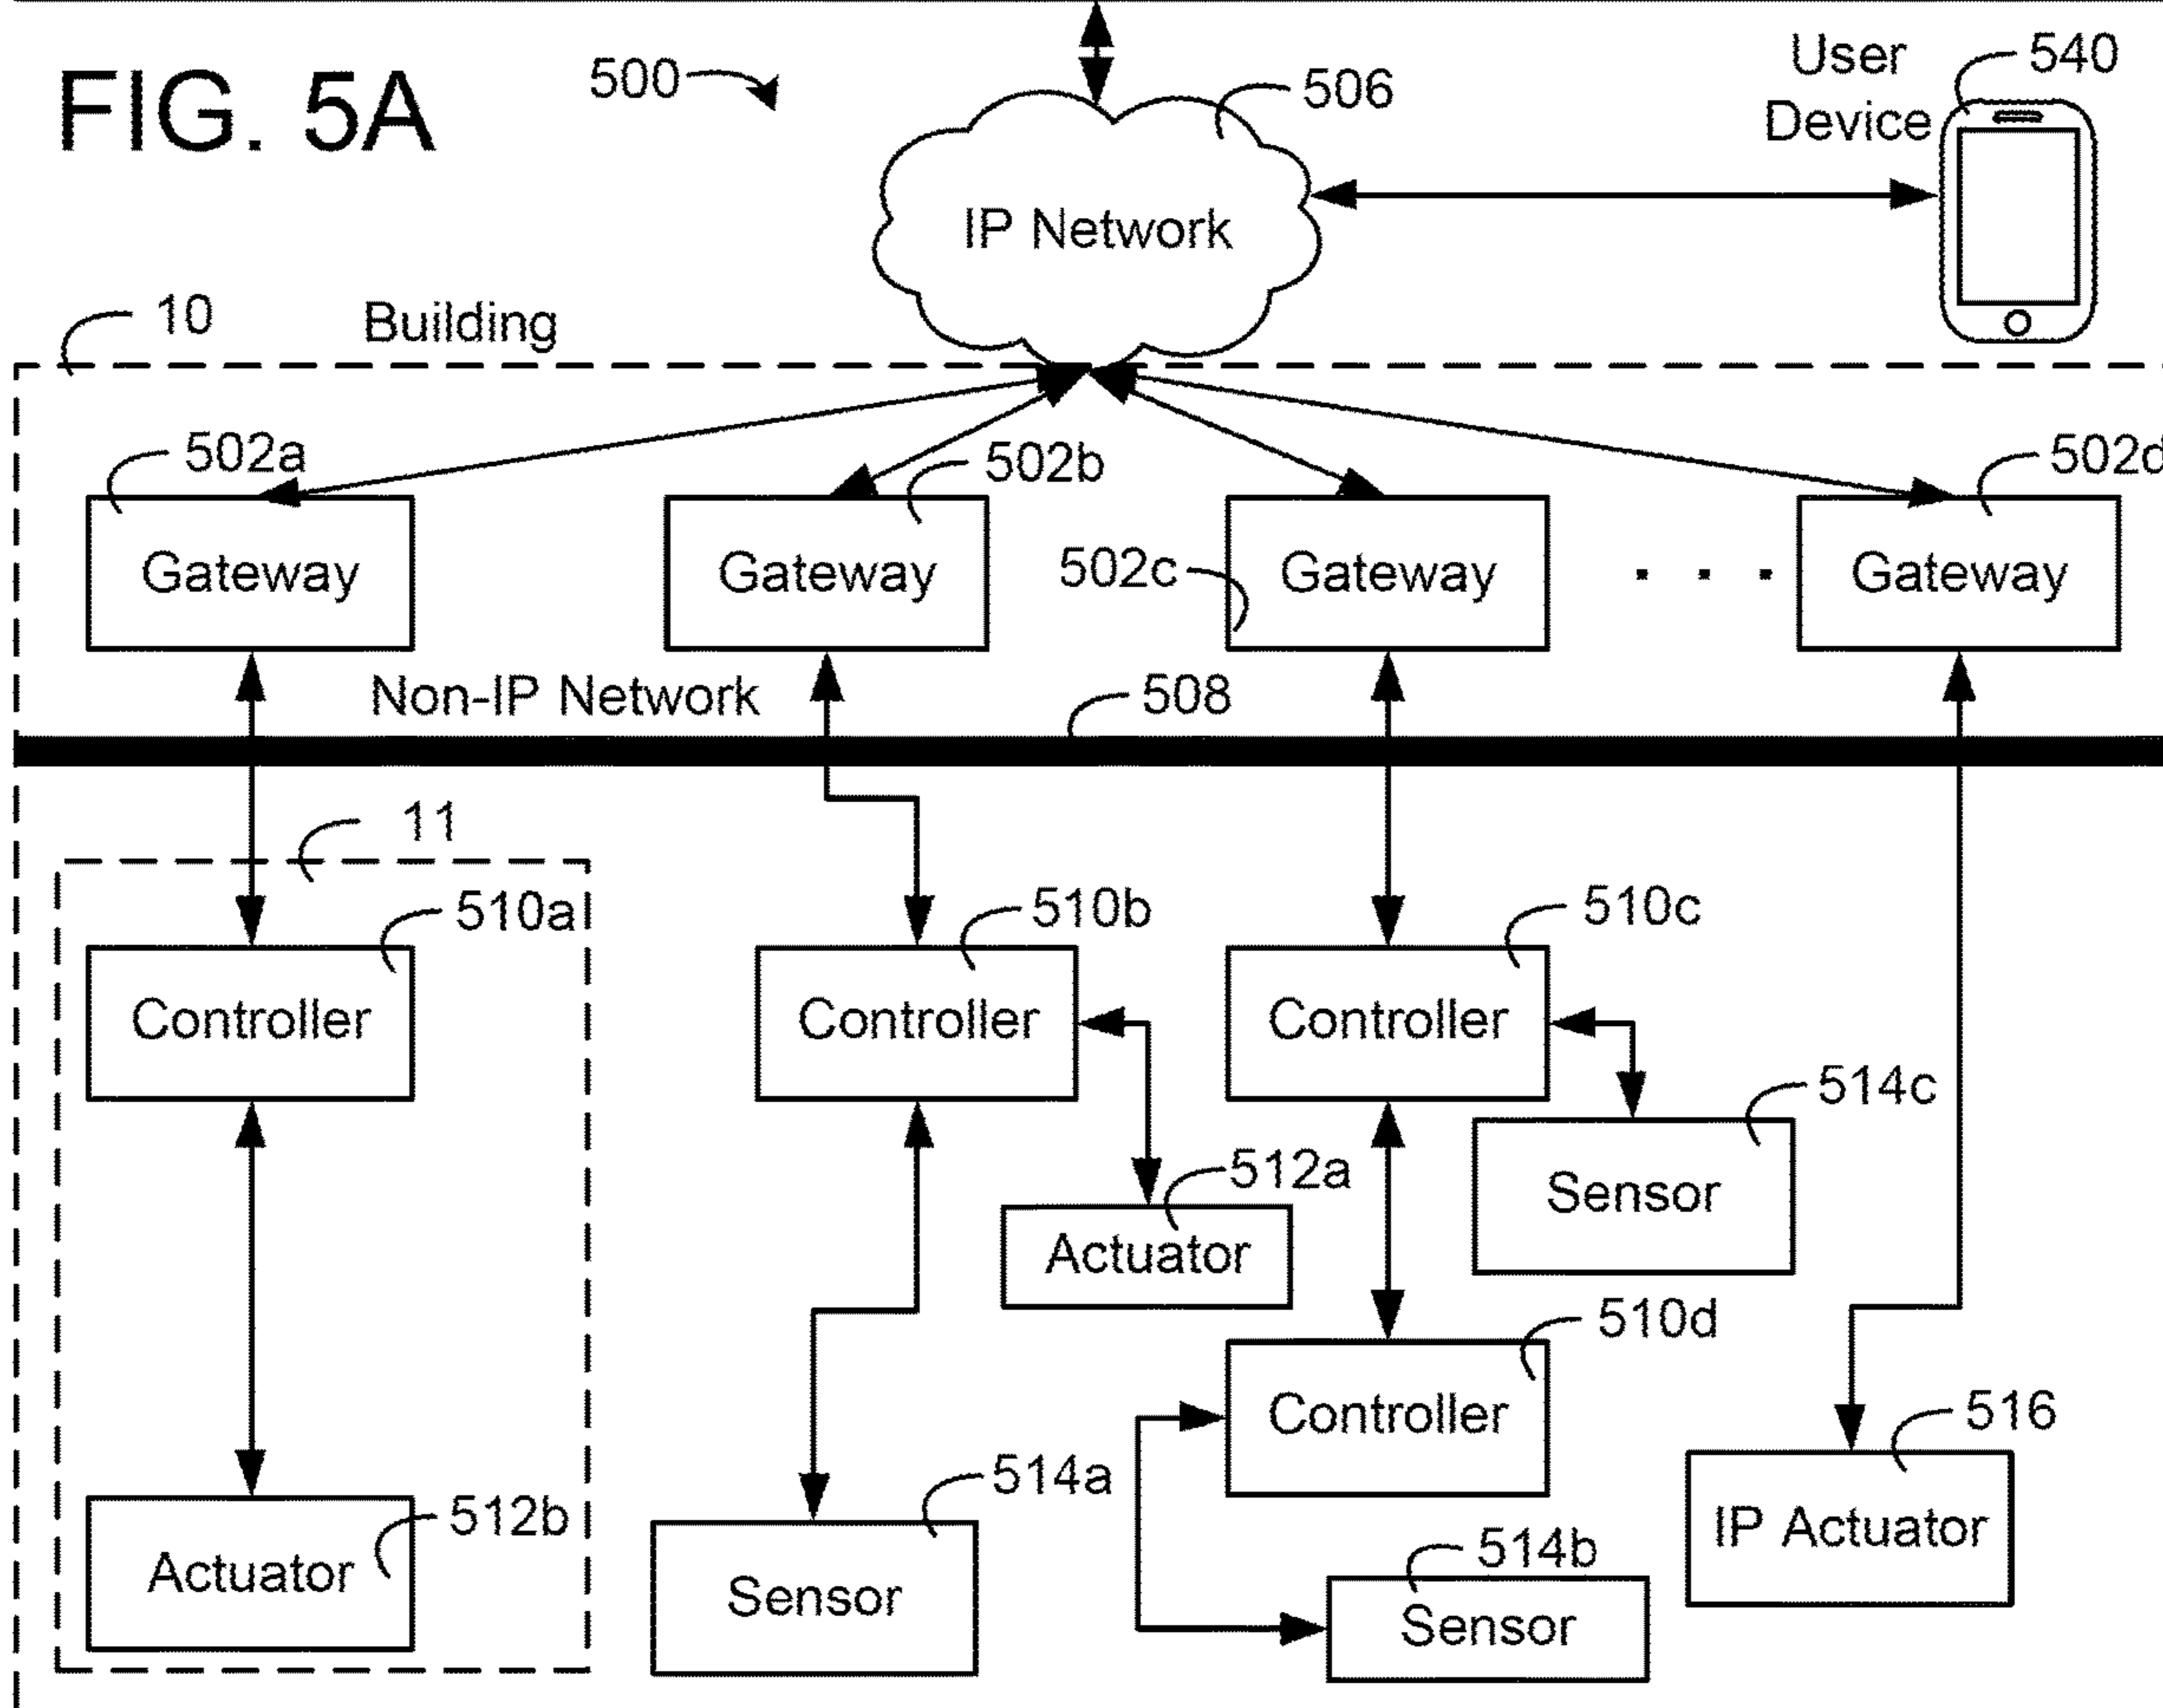 FIG. 5A
500
506
User
Device
540
IP Network
10
Building
502a
502b
502c
502d
Gateway
Gateway
Gateway
. . .
Gateway
Non-IP Network
508
11
510a
510b
510c
Controller
Controller
Controller
514c
512a
Sensor
Actuator
510d
Controller
516
514a
512b
IP Actuator
514b
Actuator
Sensor
Sensor